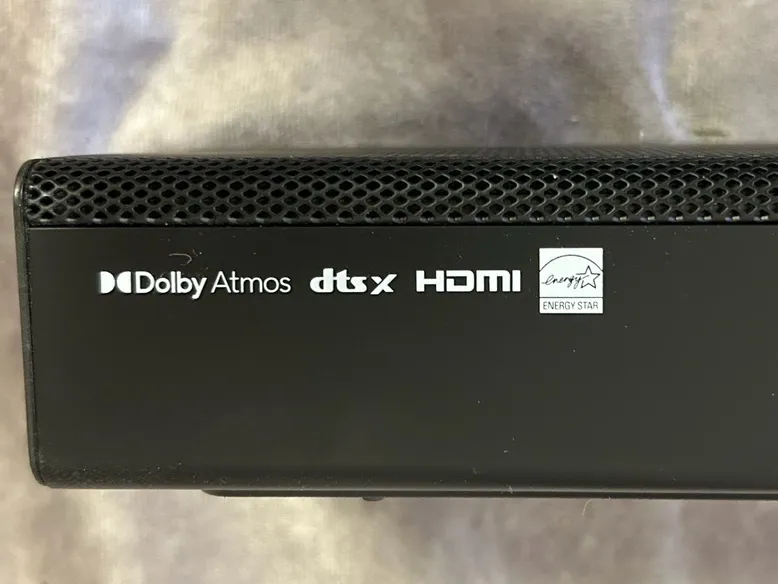 Dolby Atmos dts x HDMI
energy
ENERGY STAR